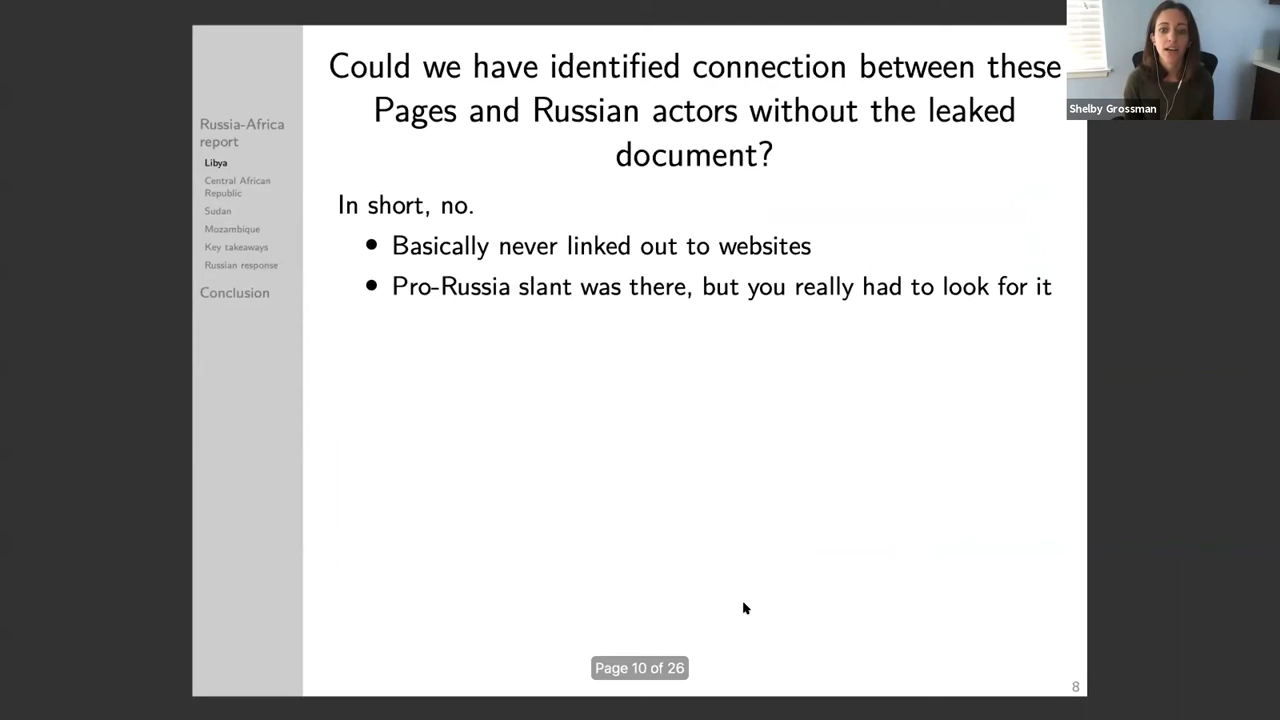 Russia-Africa
report
Libya
Central African
Republic
Sudan
Mozambique
Key takeaways
Russian response
Conclusion
Could we have identified connection between these
Pages and Russian actors without the leaked
document?
In short, no.
• Basically never linked out to websites
• Pro-Russia slant was there, but you really had to look for it
Page 10 of 26
8
Shelby Grossman